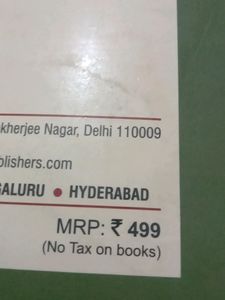 kherjee Nagar, Delhi 110009
blishers.com
GALURU • HYDERABAD
MRP: ₹ 499
(No Tax on books)